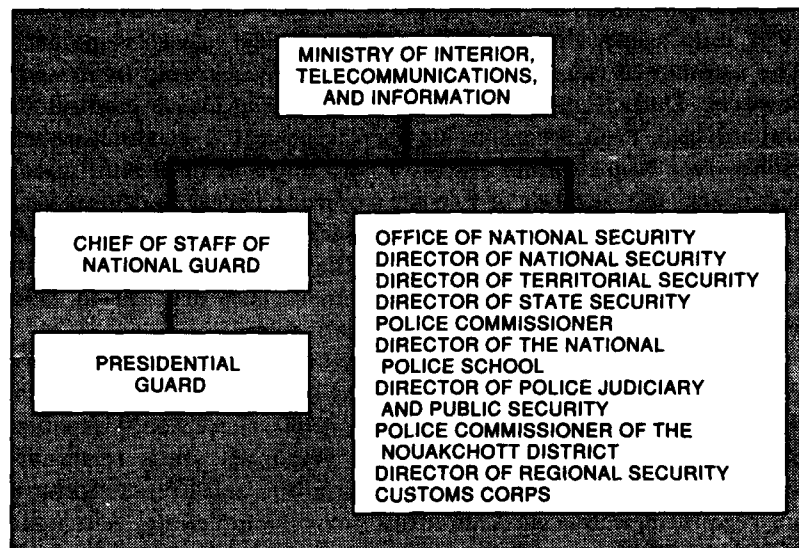 MINISTRY OF INTERIOR,
TELECOMMUNICATIONS,
AND INFORMATION
CHIEF OF STAFF OF
NATIONAL GUARD
PRESIDENTIAL
GUARD
OFFICE OF NATIONAL SECURITY
DIRECTOR OF NATIONAL SECURITY
DIRECTOR OF TERRITORIAL SECURITY
DIRECTOR OF STATE SECURITY
POLICE COMMISSIONER
DIRECTOR OF THE NATIONAL
POLICE SCHOOL
DIRECTOR OF POLICE JUDICIARY
AND PUBLIC SECURITY
POLICE COMMISSIONER OF THE
NOUAKCHOTT DISTRICT
DIRECTOR OF REGIONAL SECURITY
CUSTOMS CORPS